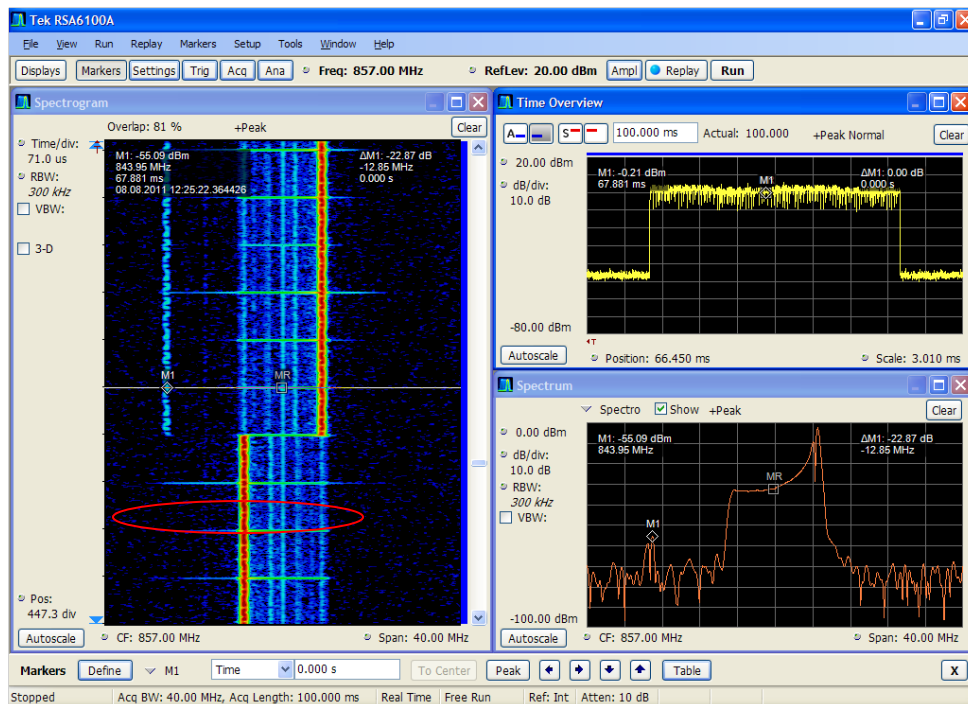 Tek RSA6100A
File View Run Replay Markers Setup Tools Window Help
Displays Markers Settings Trig Acq Ana Freq: 857.00 MHz RefLev: 20.00 dBm Ampl Replay Run
Spectrogram
Overlap: 81 % +Peak Clear
Time/div:
71.0 us
RBW:
300 kHz
VBW:
3-D
M1: -55.09 dBm
843.95 MHz
67.881 ms
08.08.2011 12:25:22.364426
ΔM1: -22.87 dB
-12.85 MHz
0.000 s
M1 MR
Pos:
447.3 div
Autoscale CF: 857.00 MHz Span: 40.00 MHz
Time Overview
A S 100.000 ms Actual: 100.000 +Peak Normal Clear
20.00 dBm
dB/div:
10.0 dB
M1: -0.21 dBm
67.881 ms
M1
ΔM1: 0.00 dB
0.000 s
-80.00 dBm
T
Autoscale Position: 66.450 ms Scale: 3.010 ms
Spectrum
Spectro Show +Peak Clear
0.00 dBm
dB/div:
10.0 dB
RBW:
300 kHz
VBW:
M1: -55.09 dBm
843.95 MHz
ΔM1: -22.87 dB
-12.85 MHz
MR
M1
-100.00 dBm
Autoscale CF: 857.00 MHz Span: 40.00 MHz
Markers Define M1 Time 0.000 s To Center Peak Table X
Stopped Acq BW: 40.00 MHz, Acq Length: 100.000 ms Real Time Free Run Ref: Int Atten: 10 dB